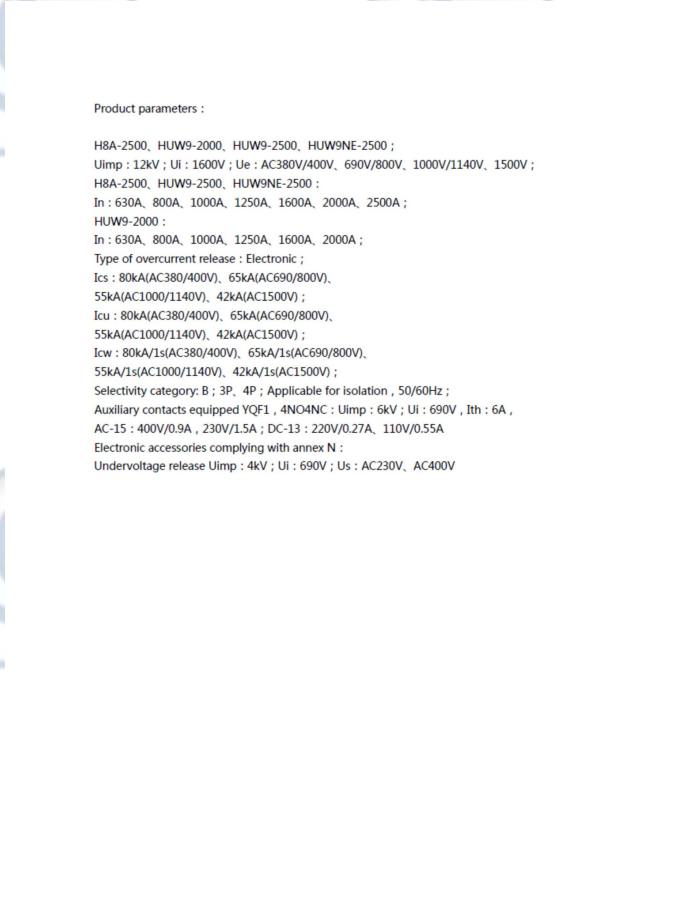 Product parameters：
H8A-2500、HUW9-2000、HUW9-2500、HUW9NE-2500；
Uimp：12kV；Ui：1600V；Ue：AC380V/400V、690V/800V、1000V/1140V、1500V；
H8A-2500、HUW9-2500、HUW9NE-2500：
In：630A、800A、1000A、1250A、1600A、2000A、2500A；
HUW9-2000：
In：630A、800A、1000A、1250A、1600A、2000A；
Type of overcurrent release：Electronic；
Ics：80kA(AC380/400V)、65kA(AC690/800V)、
55kA(AC1000/1140V)、42kA(AC1500V)；
Icu：80kA(AC380/400V)、65kA(AC690/800V)、
55kA(AC1000/1140V)、42kA(AC1500V)；
Icw：80kA/1s(AC380/400V)、65kA/1s(AC690/800V)、
55kA/1s(AC1000/1140V)、42kA/1s(AC1500V)；
Selectivity category: B；3P、4P；Applicable for isolation，50/60Hz；
Auxiliary contacts equipped YQF1，4NO4NC：Uimp：6kV；Ui：690V，Ith：6A，
AC-15：400V/0.9A，230V/1.5A；DC-13：220V/0.27A、110V/0.55A
Electronic accessories complying with annex N：
Undervoltage release Uimp：4kV；Ui：690V；Us：AC230V、AC400V